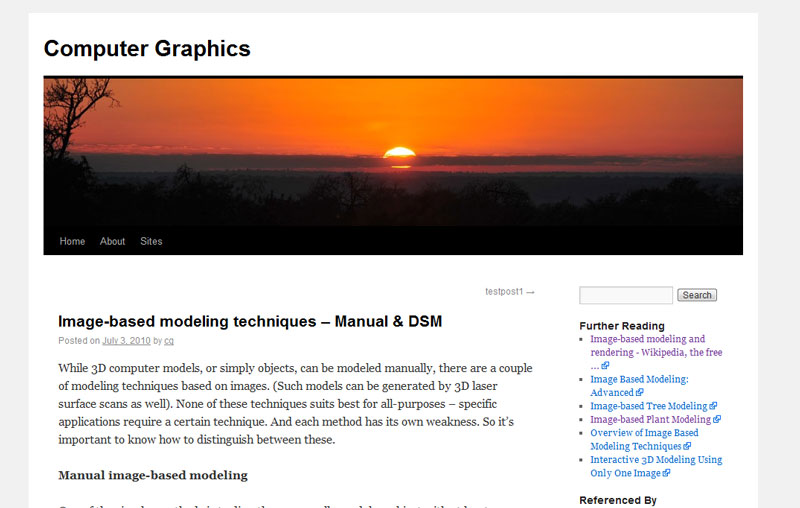 Computer Graphics
Home About Sites
testpost1 →
Image-based modeling techniques – Manual & DSM
Posted on July 3, 2010 by cg
While 3D computer models, or simply objects, can be modeled manually, there are a couple
of modeling techniques based on images. (Such models can be generated by 3D laser
surface scans as well). None of these techniques suits best for all-purposes – specific
applications require a certain technique. And each method has its own weakness. So it's
important to know how to distinguish between these.
Manual image-based modeling
Search
Further Reading
Image-based modeling and
rendering - Wikipedia, the free
...
Image Based Modeling:
Advanced
Image-based Tree Modeling
Image-based Plant Modeling
Overview of Image Based
Modeling Techniques
Interactive 3D Modeling Using
Only One Image
Referenced By